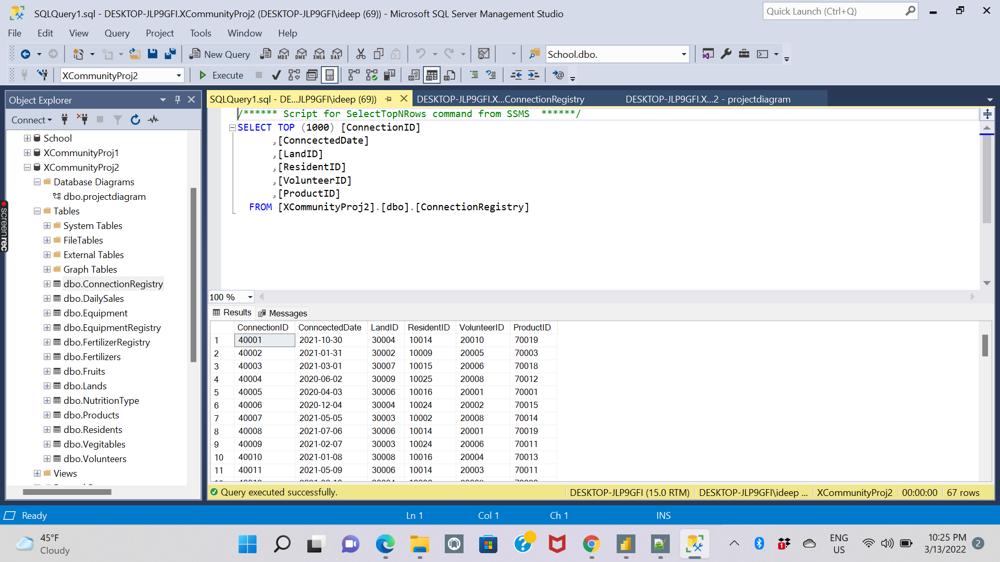 SQLQuery1.sql - DESKTOP-JLP9GFI.XCommunityProj2 (DESKTOP-JLP9GFI\ideep (69)) - Microsoft SQL Server Management Studio
Quick Launch (Ctrl+Q)
File Edit View Query Project Tools Window Help
New Query MDX DMX XMLA DAX School.dbo.
XCommunityProj2 Execute
Object Explorer
Connect
School
XCommunityProj1
XCommunityProj2
Database Diagrams
dbo.projectdiagram
Tables
System Tables
FileTables
External Tables
Graph Tables
dbo.ConnectionRegistry
dbo.DailySales
dbo.Equipment
dbo.EquipmentRegistry
dbo.FertilizerRegistry
dbo.Fertilizers
dbo.Fruits
dbo.Lands
dbo.NutritionType
dbo.Products
dbo.Residents
dbo.Vegitables
dbo.Volunteers
Views
screenrec
SQLQuery1.sql - DE...JLP9GFI\ideep (69)) DESKTOP-JLP9GFI.X...ConnectionRegistry DESKTOP-JLP9GFI.X...2 - projectdiagram
/****** Script for SelectTopNRows command from SSMS ******/
SELECT TOP (1000) [ConnectionID]
,[ConncectedDate]
,[LandID]
,[ResidentID]
,[VolunteerID]
,[ProductID]
FROM [XCommunityProj2].[dbo].[ConnectionRegistry]
100 %
Results Messages
ConnectionID ConncectedDate LandID ResidentID VolunteerID ProductID
1 40001 2021-10-30 30004 10014 20010 70019
2 40002 2021-01-31 30002 10009 20005 70003
3 40003 2021-03-01 30007 10015 20006 70018
4 40004 2020-06-02 30009 10025 20008 70012
5 40005 2020-04-03 30006 10016 20001 70001
6 40006 2020-12-04 30004 10024 20002 70015
7 40007 2021-05-05 30003 10002 20008 70014
8 40008 2021-07-06 30006 10014 20001 70019
9 40009 2021-02-07 30003 10024 20006 70011
10 40010 2021-01-08 30008 10016 20004 70013
11 40011 2021-05-09 30006 10014 20003 70011
Query executed successfully. DESKTOP-JLP9GFI (15.0 RTM) DESKTOP-JLP9GFI\ideep ... XCommunityProj2 00:00:00 67 rows
Ready Ln 1 Col 1 Ch 1 INS
45°F
Cloudy
1
ENG
US
10:25 PM
3/13/2022
2